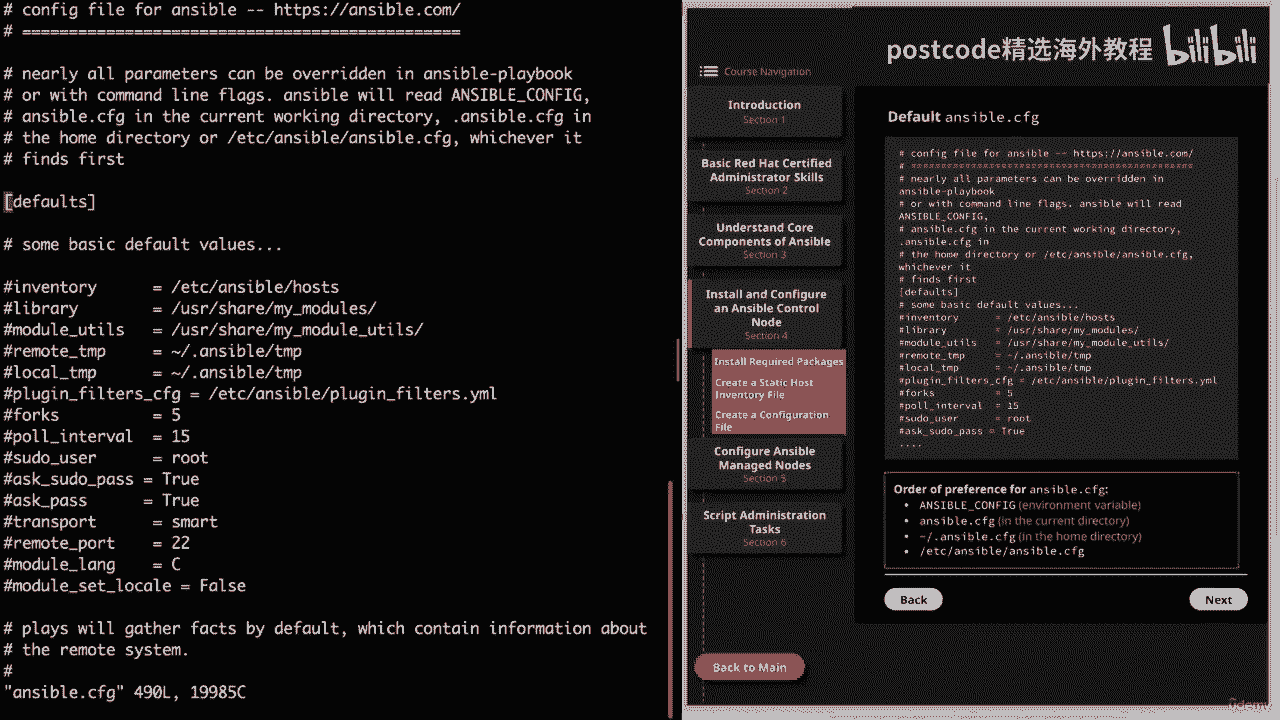 # config file for ansible -- https://ansible.com/
# ===============================================
# nearly all parameters can be overridden in ansible-playbook
# or with command line flags. ansible will read ANSIBLE_CONFIG,
# ansible.cfg in the current working directory, .ansible.cfg in
# the home directory or /etc/ansible/ansible.cfg, whichever it
# finds first
[defaults]
# some basic default values...
#inventory      = /etc/ansible/hosts
#library        = /usr/share/my_modules/
#module_utils   = /usr/share/my_module_utils/
#remote_tmp     = ~/.ansible/tmp
#local_tmp      = ~/.ansible/tmp
#plugin_filters_cfg = /etc/ansible/plugin_filters.yml
#forks          = 5
#poll_interval  = 15
#sudo_user      = root
#ask_sudo_pass = True
#ask_pass      = True
#transport      = smart
#remote_port    = 22
#module_lang    = C
#module_set_locale = False
# plays will gather facts by default, which contain information about
# the remote system.
#
"ansible.cfg" 490L, 19985C
postcode精选海外教程 bilibili
Course Navigation
Introduction
Section 1
Basic Red Hat Certified
Administrator Skills
Section 2
Understand Core
Components of Ansible
Section 3
Install and Configure
an Ansible Control
Node
Section 4
Install Required Packages
Create a Static Host
Inventory File
Create a Configuration
File
Configure Ansible
Managed Nodes
Section 5
Script Administration
Tasks
Section 6
Back to Main
Default ansible.cfg
# config file for ansible -- https://ansible.com/
# ===============================================
# nearly all parameters can be overridden in
ansible-playbook
# or with command line flags. ansible will read
ANSIBLE_CONFIG,
# ansible.cfg in the current working directory,
.ansible.cfg in
# the home directory or /etc/ansible/ansible.cfg,
whichever it
# finds first
[defaults]
# some basic default values...
#inventory      = /etc/ansible/hosts
#library        = /usr/share/my_modules/
#module_utils   = /usr/share/my_module_utils/
#remote_tmp     = ~/.ansible/tmp
#local_tmp      = ~/.ansible/tmp
#plugin_filters_cfg = /etc/ansible/plugin_filters.yml
#forks          = 5
#poll_interval  = 15
#sudo_user      = root
#ask_sudo_pass = True
....
Order of preference for ansible.cfg:
• ANSIBLE_CONFIG (environment variable)
• ansible.cfg (in the current directory)
• ~/.ansible.cfg (in the home directory)
• /etc/ansible/ansible.cfg
Back
Next
ûdemy